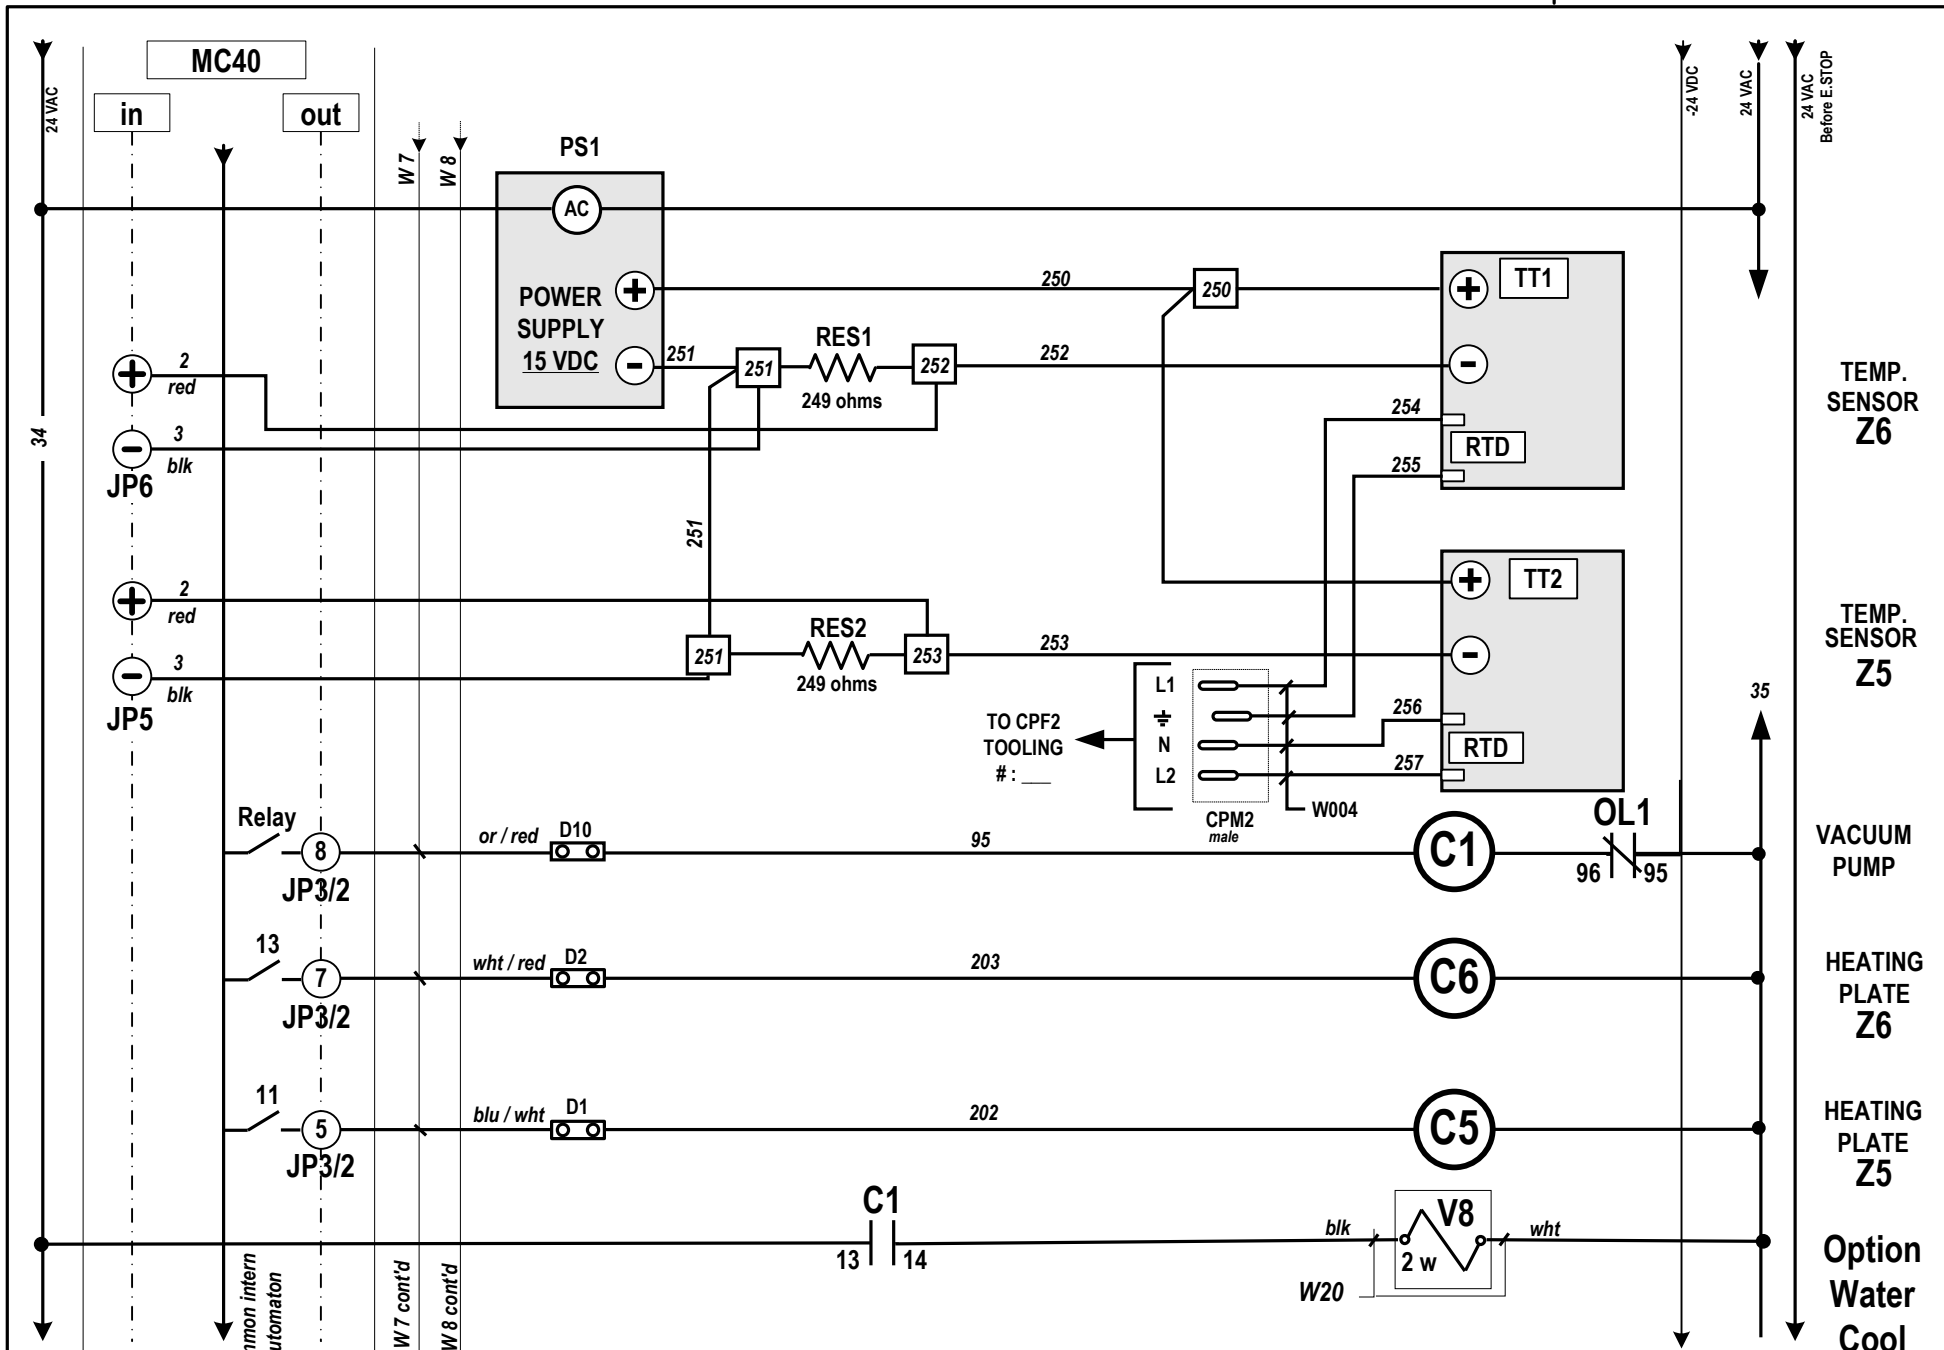 MC40
in
out
24 VAC
W 7
W 8
-24 VDC
24 VAC
24 VAC
Before E.STOP
PS1
AC
POWER
SUPPLY
15 VDC
+
-
250
250
+
TT1
251
251
RES1
249 ohms
252
252
-
254
RTD
255
TEMP.
SENSOR
Z6
+
2
red
-
3
blk
JP6
34
251
+
2
red
-
3
blk
JP5
251
RES2
249 ohms
253
253
+
TT2
-
256
RTD
257
TEMP.
SENSOR
Z5
35
TO CPF2
TOOLING
# : ___
L1
N
L2
CPM2
male
W004
Relay
8
JP3/2
or / red
D10
95
C1
OL1
96
95
VACUUM
PUMP
13
7
JP3/2
wht / red
D2
203
C6
HEATING
PLATE
Z6
11
5
JP3/2
blu / wht
D1
202
C5
HEATING
PLATE
Z5
C1
13
14
blk
V8
2 w
wht
W20
Option
Water
Cool
mmon intern
utomaton
W 7 cont'd
W 8 cont'd